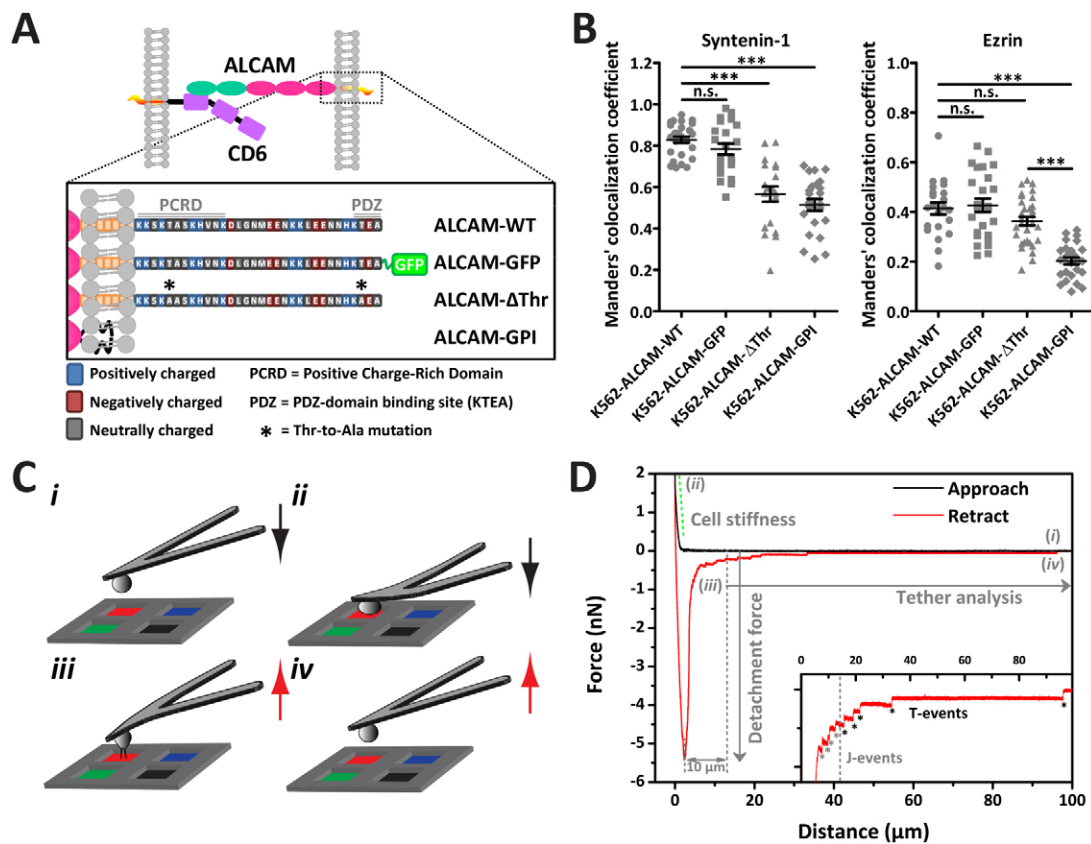 A
ALCAM
CD6
PCRD
PDZ
KKSKTASKHVNKDLGNMEENKKLEENNHKTEA
ALCAM-WT
KKSKTASKHVNKDLGNMEENKKLEENNHKTEA
GFP
ALCAM-GFP
* *
KKSKAASKHVNKDLGNMEENKKLEENNHKAEA
ALCAM-ΔThr
ALCAM-GPI
Positively charged
PCRD = Positive Charge-Rich Domain
Negatively charged
PDZ = PDZ-domain binding site (KTEA)
Neutrally charged
* = Thr-to-Ala mutation
B
Syntenin-1
Manders' colocalization coefficient
1.2
1.0
0.8
0.6
0.4
0.2
0.0
***
***
n.s.
K562-ALCAM-WT
K562-ALCAM-GFP
K562-ALCAM-ΔThr
K562-ALCAM-GPI
Ezrin
Manders' colocalization coefficient
1.0
0.8
0.6
0.4
0.2
0.0
***
n.s.
n.s.
***
K562-ALCAM-WT
K562-ALCAM-GFP
K562-ALCAM-ΔThr
K562-ALCAM-GPI
C
i
ii
iii
iv
D
Force (nN)
2
1
0
-1
-2
-3
-4
-5
-6
(ii)
Cell stiffness
Approach
Retract
(i)
(iv)
(iii)
Tether analysis
Detachment force
10 µm
0 20 40 60 80
T-events
J-events
0 20 40 60 80 100
Distance (µm)